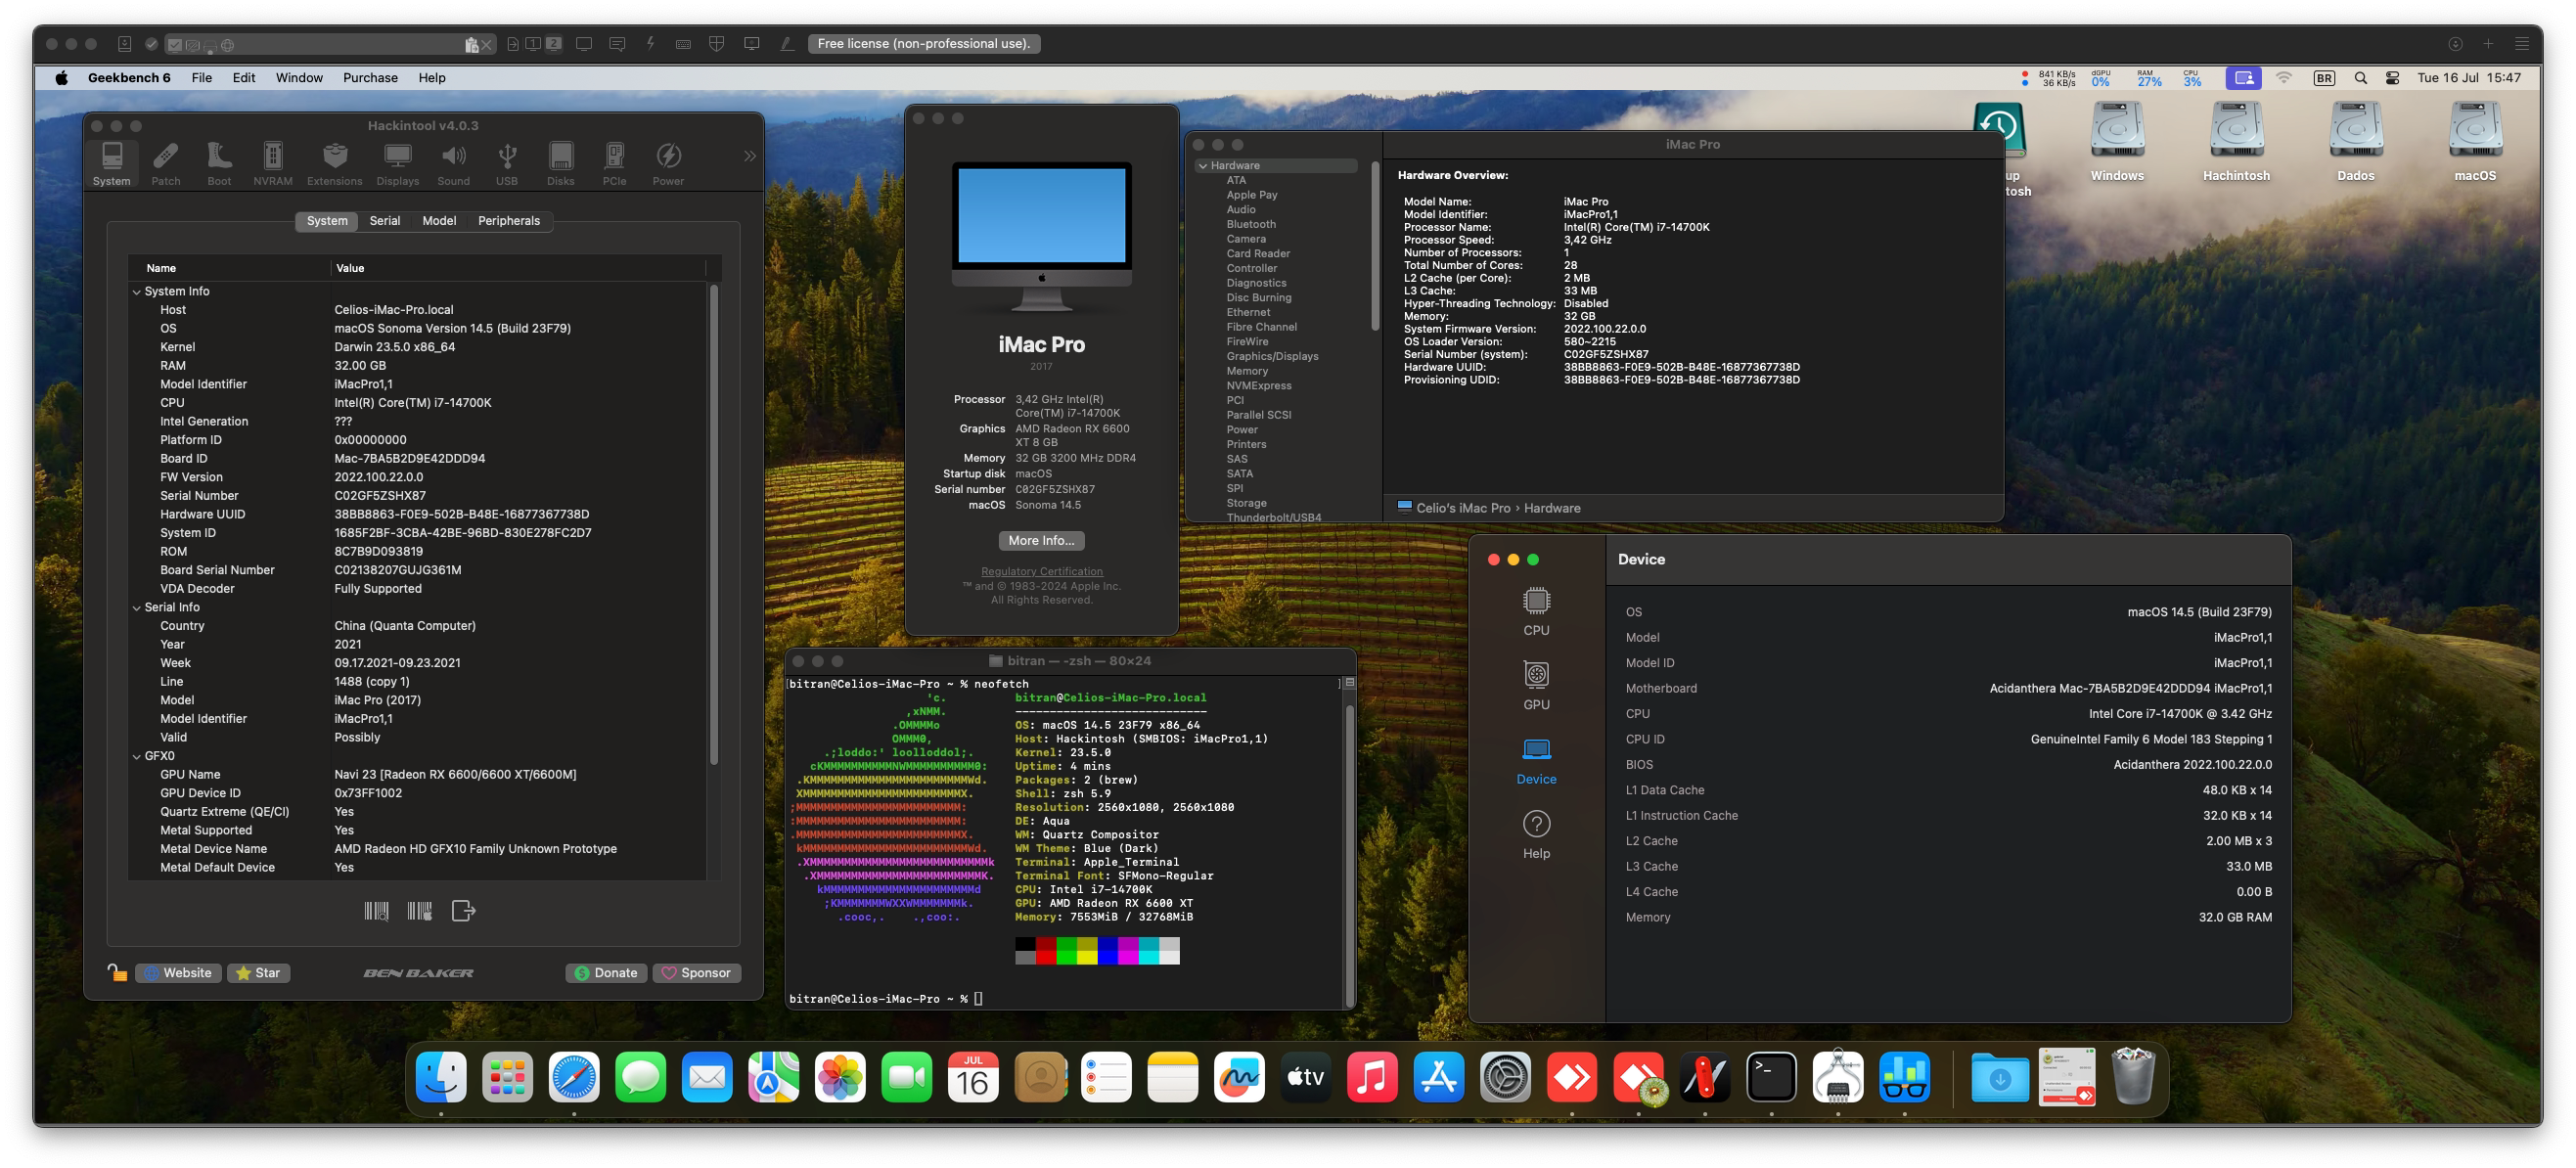 Free license (non-professional use).
Geekbench 6 File Edit Window Purchase Help
841 KB/s
36 KB/s
dGPU
0%
RAM
27%
CPU
3%
BR
Tue 16 Jul 15:47
up
tosh
Windows
Hachintosh
Dados
macOS
Hackintool v4.0.3
System Patch Boot NVRAM Extensions Displays Sound USB Disks PCIe Power
System Serial Model Peripherals
Name Value
System Info
Host Celios-iMac-Pro.local
OS macOS Sonoma Version 14.5 (Build 23F79)
Kernel Darwin 23.5.0 x86_64
RAM 32.00 GB
Model Identifier iMacPro1,1
CPU Intel(R) Core(TM) i7-14700K
Intel Generation ???
Platform ID 0x00000000
Board ID Mac-7BA5B2D9E42DDD94
FW Version 2022.100.22.0.0
Serial Number C02GF5ZSHX87
Hardware UUID 38BB8863-F0E9-502B-B48E-16877367738D
System ID 1685F2BF-3CBA-42BE-96BD-830E278FC2D7
ROM 8C7B9D093819
Board Serial Number C02138207GUJG361M
VDA Decoder Fully Supported
Serial Info
Country China (Quanta Computer)
Year 2021
Week 09.17.2021-09.23.2021
Line 1488 (copy 1)
Model iMac Pro (2017)
Model Identifier iMacPro1,1
Valid Possibly
GFX0
GPU Name Navi 23 [Radeon RX 6600/6600 XT/6600M]
GPU Device ID 0x73FF1002
Quartz Extreme (QE/CI) Yes
Metal Supported Yes
Metal Device Name AMD Radeon HD GFX10 Family Unknown Prototype
Metal Default Device Yes
Website Star BEN BAKER Donate Sponsor
iMac Pro
2017
Processor 3,42 GHz Intel(R)
Core(TM) i7-14700K
Graphics AMD Radeon RX 6600
XT 8 GB
Memory 32 GB 3200 MHz DDR4
Startup disk macOS
Serial number C02GF5ZSHX87
macOS Sonoma 14.5
More Info...
Regulatory Certification
™ and © 1983-2024 Apple Inc.
All Rights Reserved.
iMac Pro
Hardware
ATA
Apple Pay
Audio
Bluetooth
Camera
Card Reader
Controller
Diagnostics
Disc Burning
Ethernet
Fibre Channel
FireWire
Graphics/Displays
Memory
NVMExpress
PCI
Parallel SCSI
Power
Printers
SAS
SATA
SPI
Storage
Thunderbolt/USB4
Hardware Overview:
Model Name: iMac Pro
Model Identifier: iMacPro1,1
Processor Name: Intel(R) Core(TM) i7-14700K
Processor Speed: 3,42 GHz
Number of Processors: 1
Total Number of Cores: 28
L2 Cache (per Core): 2 MB
L3 Cache: 33 MB
Hyper-Threading Technology: Disabled
Memory: 32 GB
System Firmware Version: 2022.100.22.0.0
OS Loader Version: 580~2215
Serial Number (system): C02GF5ZSHX87
Hardware UUID: 38BB8863-F0E9-502B-B48E-16877367738D
Provisioning UDID: 38BB8863-F0E9-502B-B48E-16877367738D
Celio's iMac Pro › Hardware
bitran — -zsh — 80×24
bitran@Celios-iMac-Pro ~ % neofetch
bitran@Celios-iMac-Pro.local
OS: macOS 14.5 23F79 x86_64
Host: Hackintosh (SMBIOS: iMacPro1,1)
Kernel: 23.5.0
Uptime: 4 mins
Packages: 2 (brew)
Shell: zsh 5.9
Resolution: 2560x1080, 2560x1080
DE: Aqua
WM: Quartz Compositor
WM Theme: Blue (Dark)
Terminal: Apple_Terminal
Terminal Font: SFMono-Regular
CPU: Intel i7-14700K
GPU: AMD Radeon RX 6600 XT
Memory: 7553MiB / 32768MiB
bitran@Celios-iMac-Pro ~ %
CPU
GPU
Device
Help
Device
OS macOS 14.5 (Build 23F79)
Model iMacPro1,1
Model ID iMacPro1,1
Motherboard Acidanthera Mac-7BA5B2D9E42DDD94 iMacPro1,1
CPU Intel Core i7-14700K @ 3.42 GHz
CPU ID GenuineIntel Family 6 Model 183 Stepping 1
BIOS Acidanthera 2022.100.22.0.0
L1 Data Cache 48.0 KB x 14
L1 Instruction Cache 32.0 KB x 14
L2 Cache 2.00 MB x 3
L3 Cache 33.0 MB
L4 Cache 0.00 B
Memory 32.0 GB RAM
JUL
16
tv